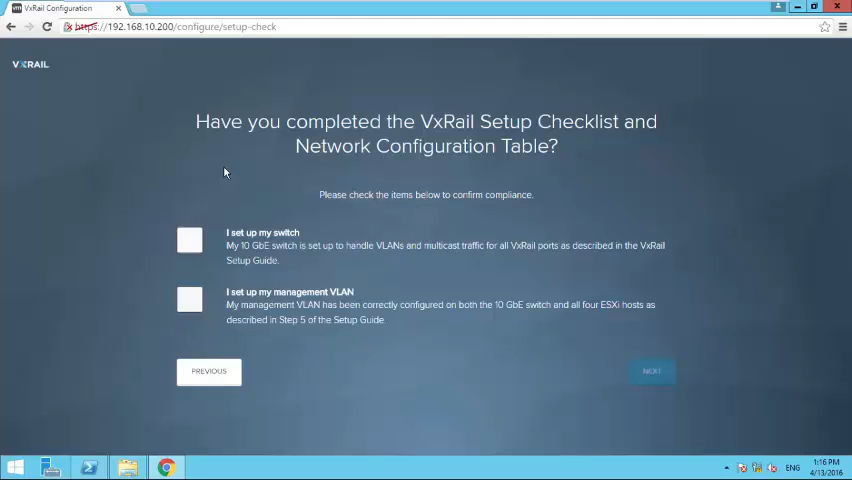 VxRail Configuration
https://192.168.10.200/configure/setup-check
VXRAIL
Have you completed the VxRail Setup Checklist and
Network Configuration Table?
Please check the items below to confirm compliance.
I set up my switch
My 10 GbE switch is set up to handle VLANs and multicast traffic for all VxRail ports as described in the VxRail
Setup Guide.
I set up my management VLAN
My management VLAN has been correctly configured on both the 10 GbE switch and all four ESXi hosts as
described in Step 5 of the Setup Guide.
PREVIOUS
NEXT
ENG
1:16 PM
4/13/2016